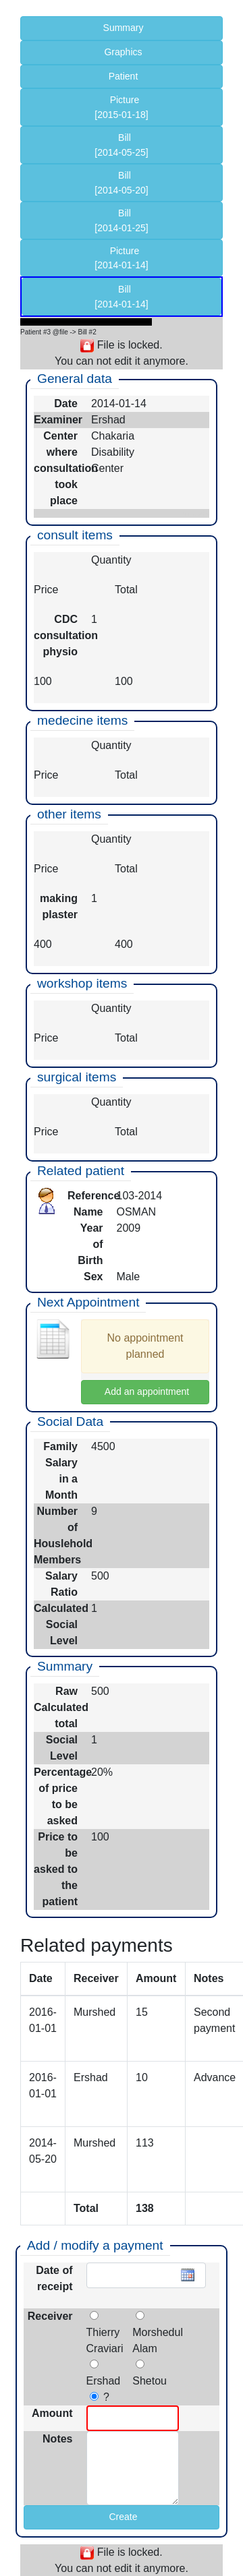 Summary
Graphics
Patient
Picture
[2015-01-18]
Bill
[2014-05-25]
Bill
[2014-05-20]
Bill
[2014-01-25]
Picture
[2014-01-14]
Bill
[2014-01-14]
Patient #3 @file -> Bill #2
File is locked.
You can not edit it anymore.
General data
Date 2014-01-14
Examiner Ershad
Center Chakaria
where Disability
consultation Center
took
place
consult items
Quantity
Price Total
CDC 1
consultation
physio
100 100
medecine items
Quantity
Price Total
other items
Quantity
Price Total
making 1
plaster
400 400
workshop items
Quantity
Price Total
surgical items
Quantity
Price Total
Related patient
Reference 103-2014
Name OSMAN
Year 2009
of
Birth
Sex Male
Next Appointment
No appointment
planned
Add an appointment
Social Data
Family 4500
Salary
in a
Month
Number 9
of
Houslehold
Members
Salary 500
Ratio
Calculated 1
Social
Level
Summary
Raw 500
Calculated
total
Social 1
Level
Percentage 20%
of price
to be
asked
Price to 100
be
asked to
the
patient
Related payments
Date Receiver Amount Notes
2016- Murshed 15 Second
01-01 payment
2016- Ershad 10 Advance
01-01
2014- Murshed 113
05-20
Total 138
Add / modify a payment
Date of
receipt
Receiver
Thierry Morshedul
Craviari Alam
Ershad Shetou
?
Amount
Notes
Create
File is locked.
You can not edit it anymore.